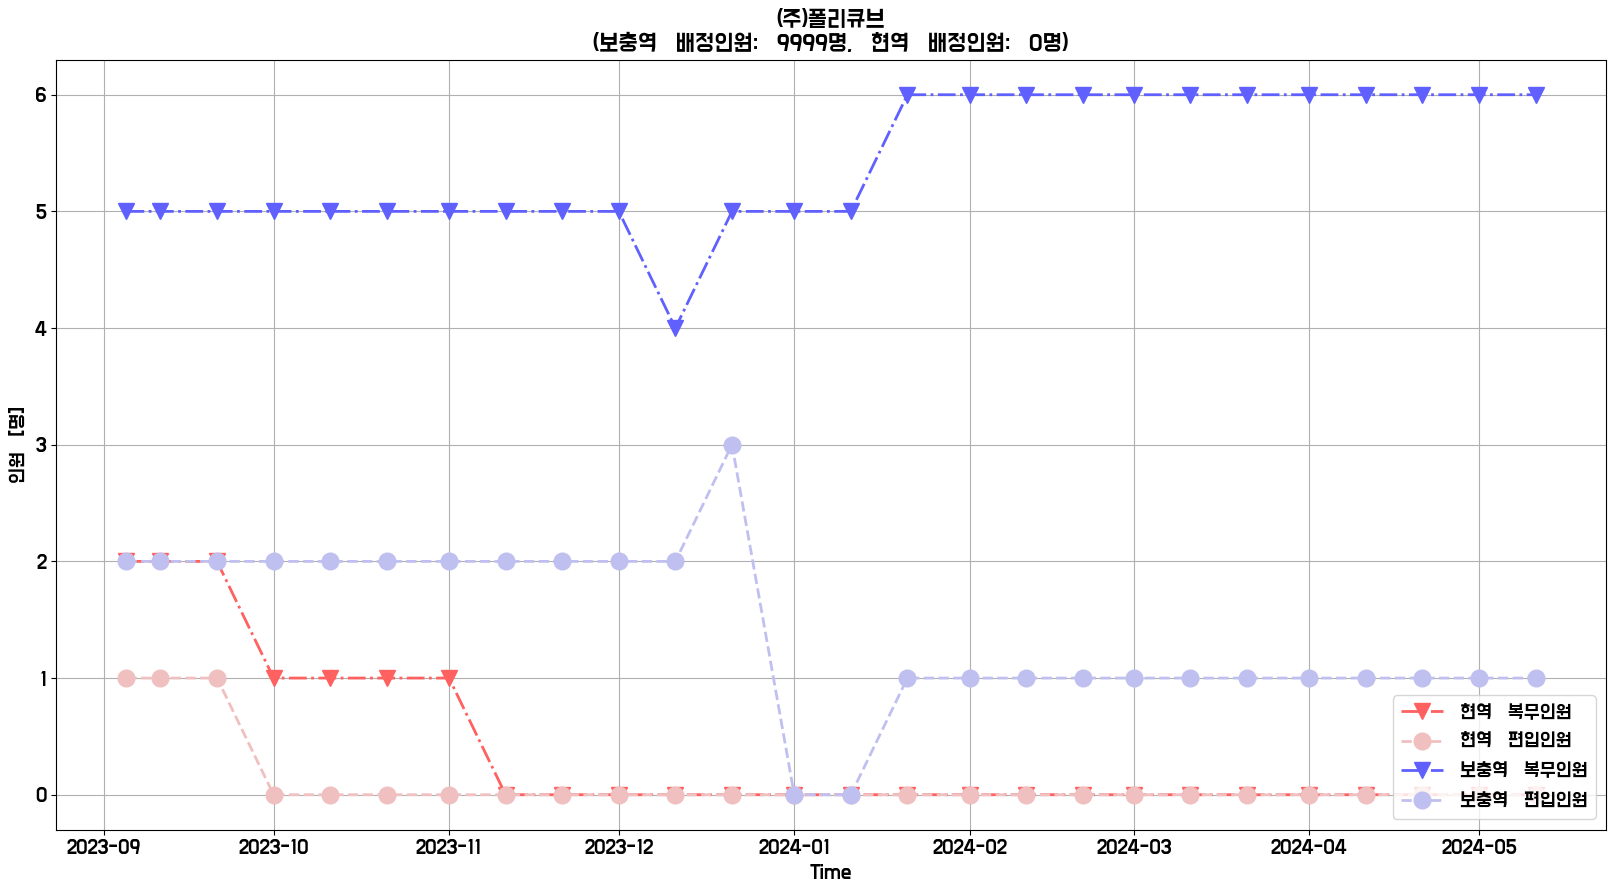 (주)폴리큐브
(보충역 배정인원: 9999명, 현역 배정인원: 0명)
인원 [명]
6
5
4
3
2
1
0
현역 복무인원
현역 편입인원
보충역 복무인원
보충역 편입인원
2023-09 2023-10 2023-11 2023-12 2024-01 2024-02 2024-03 2024-04 2024-05
Time